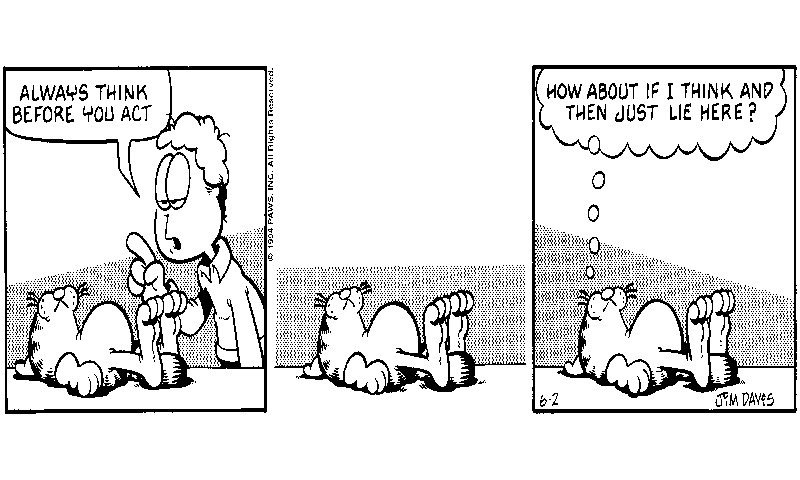 ALWAYS THINK
BEFORE YOU ACT
© 1994 PAWS, INC. All Rights Reserved.
HOW ABOUT IF I THINK AND
THEN JUST LIE HERE?
6-2
JIM DAVIS